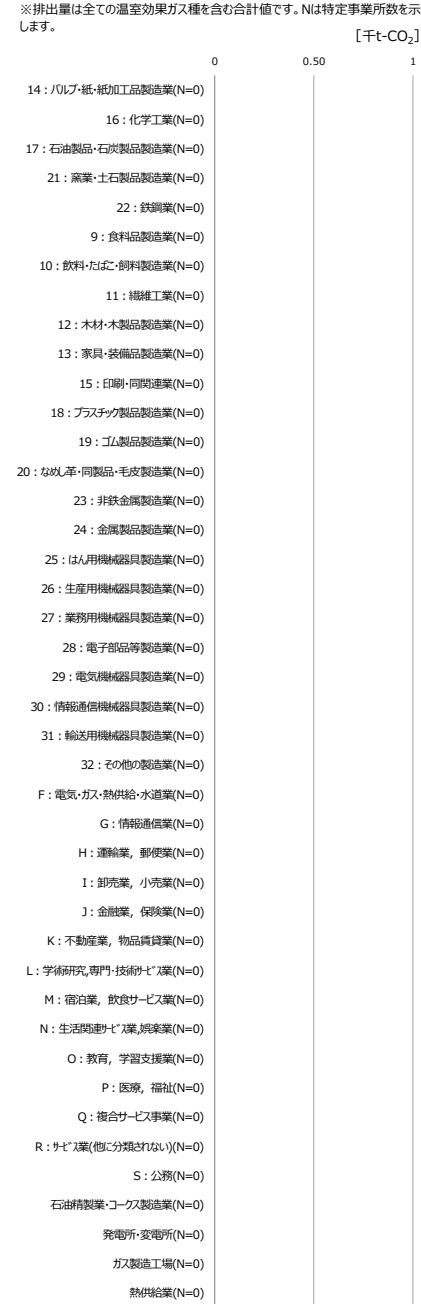 ※排出量は全ての温室効果ガス種を含む合計値です。Nは特定事業所数を示
します。
[千t-CO₂]
0 0.50 1
14：パルプ･紙･紙加工品製造業(N=0)
16：化学工業(N=0)
17：石油製品･石炭製品製造業(N=0)
21：窯業･土石製品製造業(N=0)
22：鉄鋼業(N=0)
9：食料品製造業(N=0)
10：飲料･たばこ･飼料製造業(N=0)
11：繊維工業(N=0)
12：木材･木製品製造業(N=0)
13：家具･装備品製造業(N=0)
15：印刷･同関連業(N=0)
18：プラスチック製品製造業(N=0)
19：ゴム製品製造業(N=0)
20：なめし革･同製品･毛皮製造業(N=0)
23：非鉄金属製造業(N=0)
24：金属製品製造業(N=0)
25：はん用機械器具製造業(N=0)
26：生産用機械器具製造業(N=0)
27：業務用機械器具製造業(N=0)
28：電子部品等製造業(N=0)
29：電気機械器具製造業(N=0)
30：情報通信機械器具製造業(N=0)
31：輸送用機械器具製造業(N=0)
32：その他の製造業(N=0)
F：電気･ガス･熱供給･水道業(N=0)
G：情報通信業(N=0)
H：運輸業，郵便業(N=0)
I：卸売業，小売業(N=0)
J：金融業，保険業(N=0)
K：不動産業，物品賃貸業(N=0)
L：学術研究,専門･技術ｻｰﾋﾞｽ業(N=0)
M：宿泊業，飲食サービス業(N=0)
N：生活関連ｻｰﾋﾞｽ業,娯楽業(N=0)
O：教育，学習支援業(N=0)
P：医療，福祉(N=0)
Q：複合サービス事業(N=0)
R：ｻｰﾋﾞｽ業(他に分類されない)(N=0)
S：公務(N=0)
石油精製業･コークス製造業(N=0)
発電所･変電所(N=0)
ガス製造工場(N=0)
熱供給業(N=0)